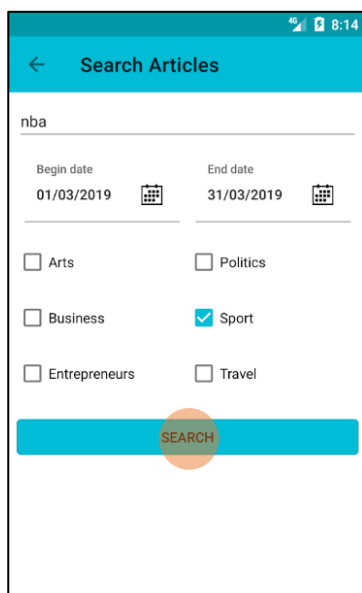 4G 8:14
Search Articles
nba
Begin date End date
01/03/2019 31/03/2019
Arts Politics
Business Sport
Entrepreneurs Travel
SEARCH